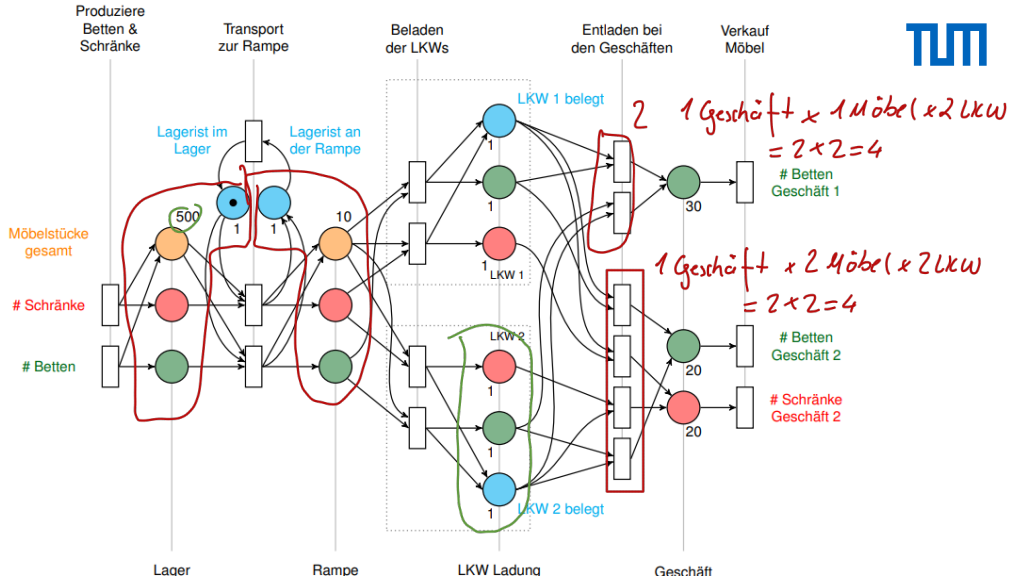 Produziere
Betten &
Schränke
Transport
zur Rampe
Beladen
der LKWs
Entladen bei
den Geschäften
Verkauf
Möbel
TUM
LKW 1 belegt
2
1 Geschäft x 1 Möbel x 2 LKW
= 2 x 2 = 4
Lagerist im
Lager
Lagerist an
der Rampe
1
1
# Betten
Geschäft 1
500
1
1
10
30
Möbelstücke
gesamt
1
LKW 1
1 Geschäft x 2 Möbel x 2 LKW
= 2 x 2 = 4
# Schränke
LKW 2
# Betten
Geschäft 2
# Betten
20
1
# Schränke
Geschäft 2
20
1
LKW 2 belegt
1
Lager
Rampe
LKW Ladung
Geschäft